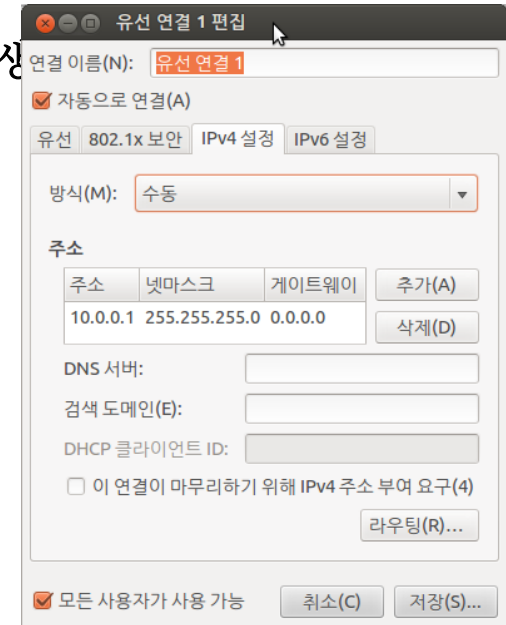 유선 연결 1 편집
생
연결 이름(N): 유선 연결 1
자동으로 연결(A)
유선 802.1x 보안 IPv4 설정 IPv6 설정
방식(M): 수동
주소
주소 넷마스크 게이트웨이 추가(A)
10.0.0.1 255.255.255.0 0.0.0.0
삭제(D)
DNS 서버:
검색 도메인(E):
DHCP 클라이언트 ID:
이 연결이 마무리하기 위해 IPv4 주소 부여 요구(4)
라우팅(R)...
모든 사용자가 사용 가능 취소(C) 저장(S)...